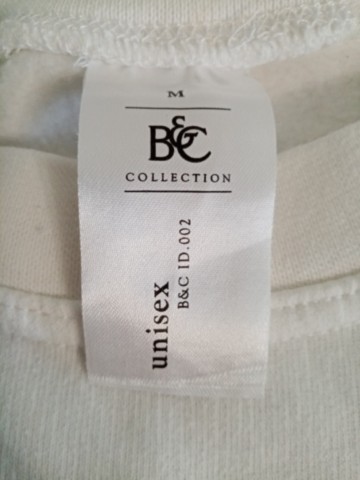 M
B&C
COLLECTION
unisex
B&C ID.002